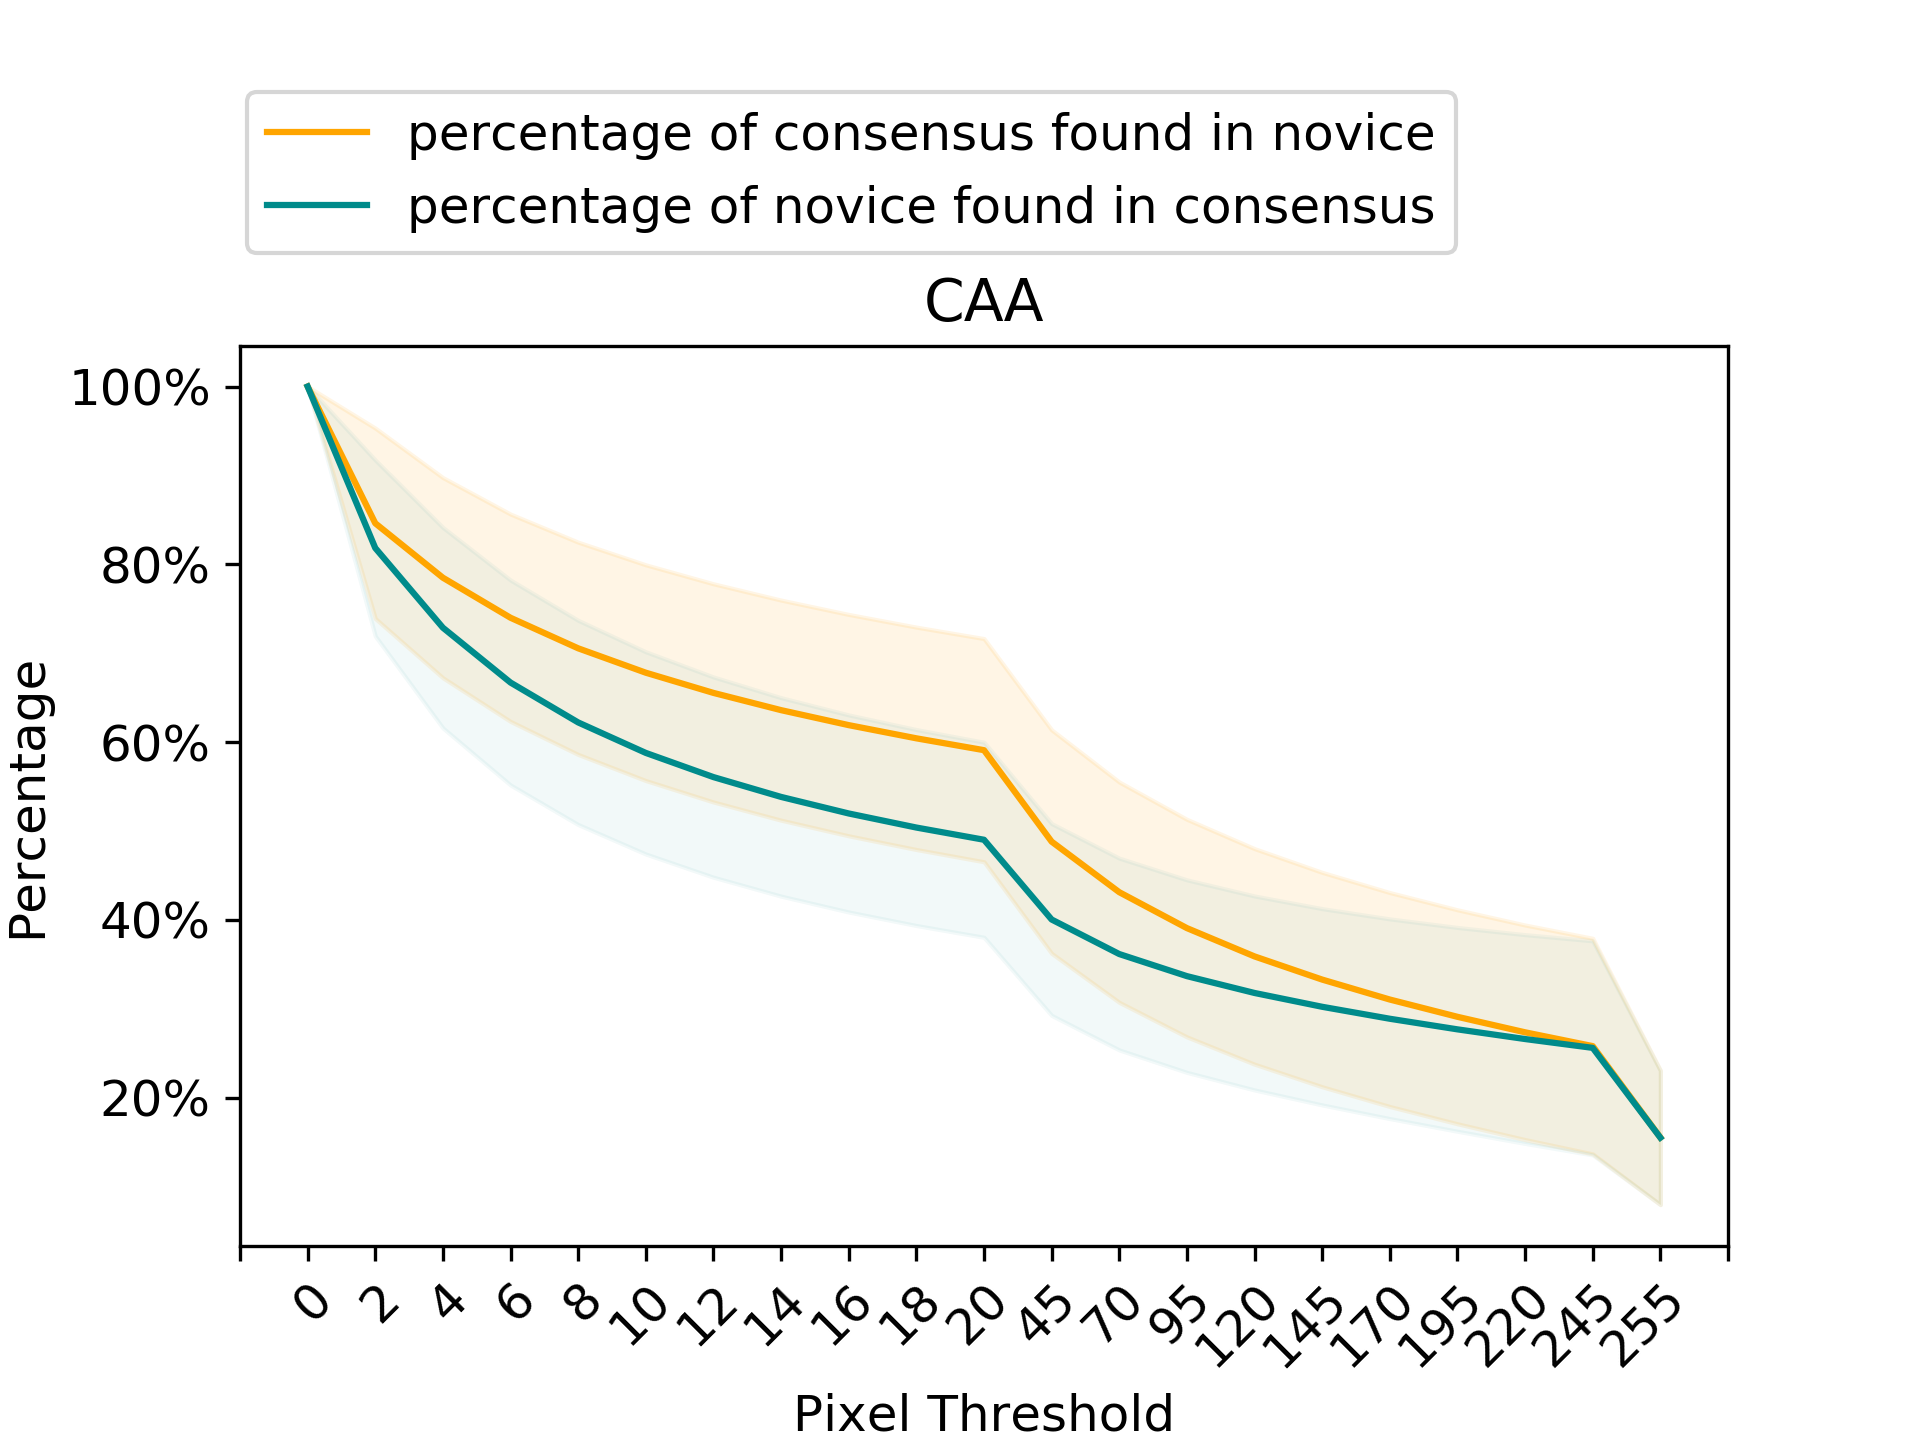 percentage of consensus found in novice
percentage of novice found in consensus
CAA
100%
80%
60%
40%
20%
Percentage
0 2 4 6 8 10 12 14 16 18 20 45 70 95 120 145 170 195 220 245 255
Pixel Threshold